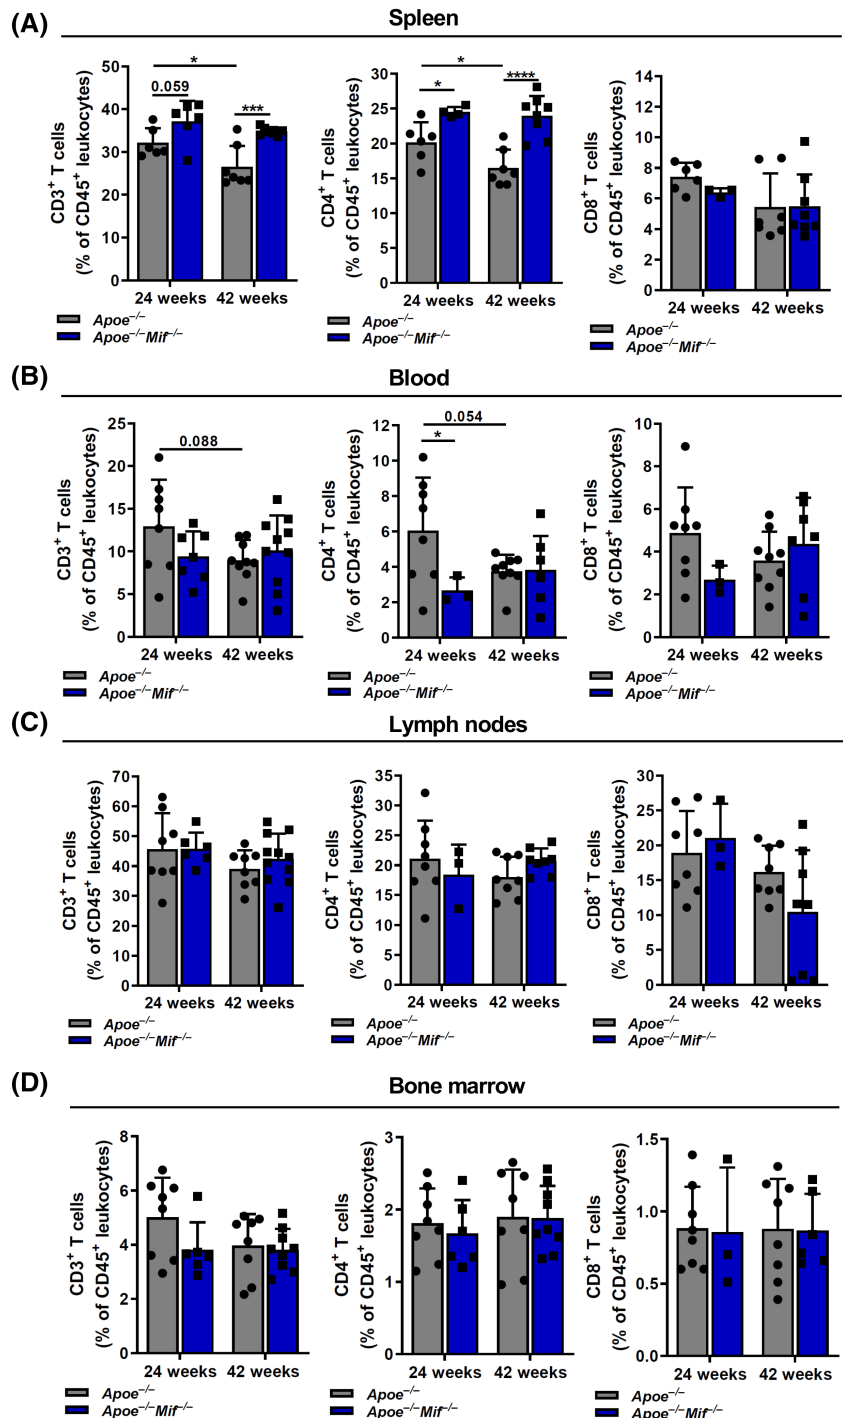 (A)
Spleen
CD3+ T cells
(% of CD45+ leukocytes)
50
40
30
20
10
0
*
0.059
***
24 weeks 42 weeks
Apoe–/–
Apoe–/–Mif–/–
CD4+ T cells
(% of CD45+ leukocytes)
30
25
20
15
10
5
0
*
*
****
24 weeks 42 weeks
Apoe–/–
Apoe–/–Mif–/–
CD8+ T cells
(% of CD45+ leukocytes)
14
12
10
8
6
4
2
0
24 weeks 42 weeks
Apoe–/–
Apoe–/–Mif–/–
(B)
Blood
CD3+ T cells
(% of CD45+ leukocytes)
25
20
15
10
5
0
0.088
24 weeks 42 weeks
Apoe–/–
Apoe–/–Mif–/–
CD4+ T cells
(% of CD45+ leukocytes)
12
10
8
6
4
2
0
0.054
*
24 weeks 42 weeks
Apoe–/–
Apoe–/–Mif–/–
CD8+ T cells
(% of CD45+ leukocytes)
10
8
6
4
2
0
24 weeks 42 weeks
Apoe–/–
Apoe–/–Mif–/–
(C)
Lymph nodes
CD3+ T cells
(% of CD45+ leukocytes)
70
60
50
40
30
20
10
0
24 weeks 42 weeks
Apoe–/–
Apoe–/–Mif–/–
CD4+ T cells
(% of CD45+ leukocytes)
35
30
25
20
15
10
5
0
24 weeks 42 weeks
Apoe–/–
Apoe–/–Mif–/–
CD8+ T cells
(% of CD45+ leukocytes)
30
25
20
15
10
5
0
24 weeks 42 weeks
Apoe–/–
Apoe–/–Mif–/–
(D)
Bone marrow
CD3+ T cells
(% of CD45+ leukocytes)
8
6
4
2
0
24 weeks 42 weeks
Apoe–/–
Apoe–/–Mif–/–
CD4+ T cells
(% of CD45+ leukocytes)
3
2
1
0
24 weeks 42 weeks
Apoe–/–
Apoe–/–Mif–/–
CD8+ T cells
(% of CD45+ leukocytes)
1.5
1.0
0.5
0.0
24 weeks 42 weeks
Apoe–/–
Apoe–/–Mif–/–